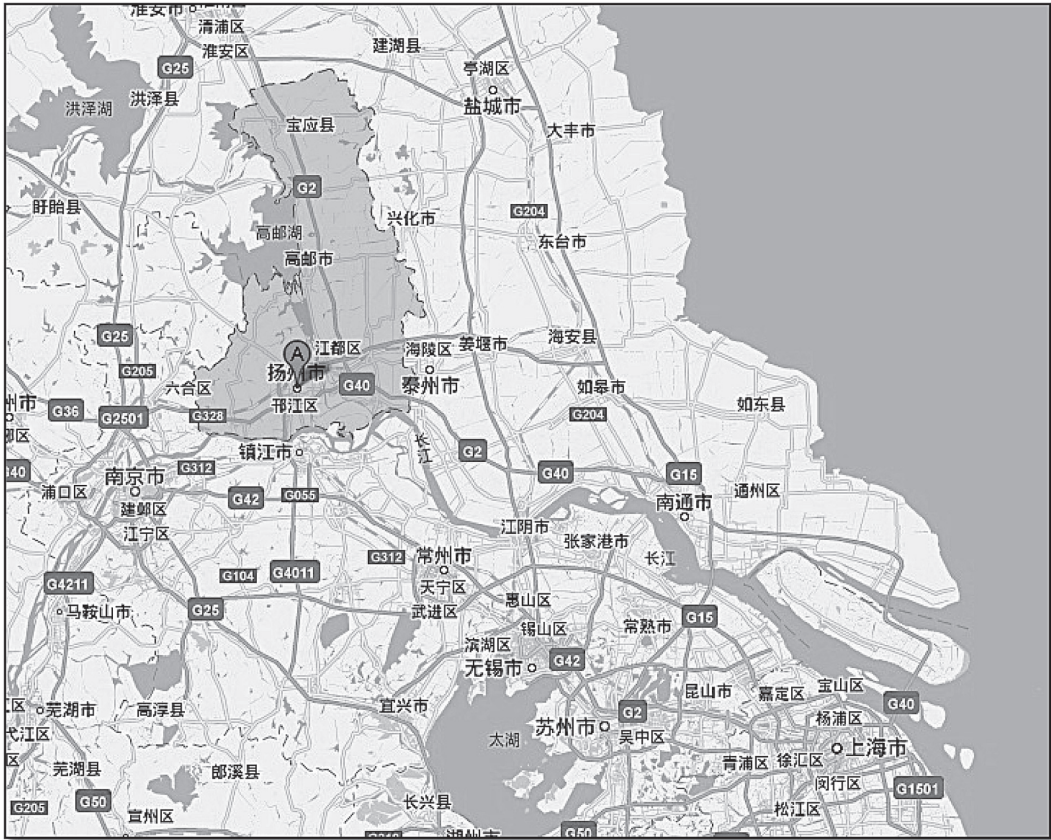 淮安市
清浦区
淮安区
建湖县
亭湖区
G25
洪泽县
洪泽湖
盐城市
宝应县
大丰市
G2
盱眙县
兴化市
G204
高邮湖
东台市
高邮市
G25
A
江都区
海陵区
姜堰市
海安县
G205
扬州市
六合区
G40
泰州市
如皋市
州市
G36
G2501
G328
邗江区
G204
如东县
镇江市
长江
G2
G40
G312
南京市
G40
G15
浦口区
G42
G055
南通市
通州区
建邺区
江宁区
江阴市
张家港市
G312
常州市
长江
G4211
G104
G4011
天宁区
马鞍山市
G25
武进区
惠山区
G15
锡山区
常熟市
滨湖区
无锡市
G42
芜湖市
高淳县
宜兴市
昆山市
嘉定区
宝山区
G40
弋江区
G2
苏州市
吴中区
太湖
杨浦区
上海市
青浦区
徐汇区
芜湖县
郎溪县
闵行区
G1501
G205
G50
宣州区
长兴县
松江区
湖州市
G50